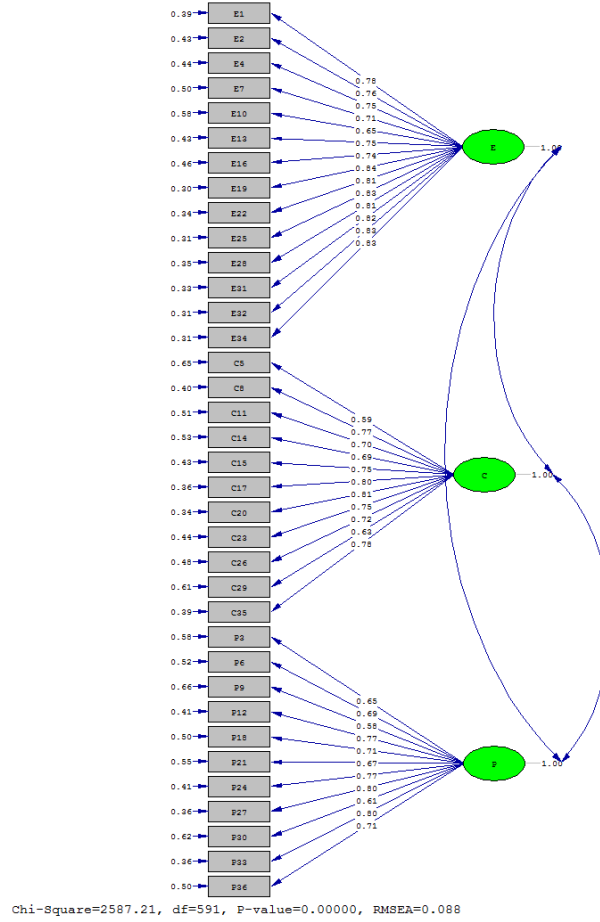 0.39 E1
0.43 E2
0.44 E4
0.50 E7
0.58 E10
0.43 E13
0.46 E16
0.30 E19
0.34 E22
0.31 E25
0.35 E28
0.33 E31
0.31 E32
0.31 E34
0.65 C5
0.40 C8
0.51 C11
0.53 C14
0.43 C15
0.36 C17
0.34 C20
0.44 C23
0.48 C26
0.61 C29
0.39 C35
0.58 P3
0.52 P6
0.66 P9
0.41 P12
0.50 P18
0.55 P21
0.41 P24
0.36 P27
0.62 P30
0.36 P33
0.50 P36
0.78
0.76
0.75
0.71
0.65
0.75
0.74
0.84
0.81
0.83
0.81
0.82
0.83
0.83
E 1.00
0.59
0.77
0.70
0.69
0.75
0.80
0.81
0.75
0.72
0.63
0.78
C 1.00
0.65
0.69
0.58
0.77
0.71
0.67
0.77
0.80
0.61
0.80
0.71
P 1.00
Chi-Square=2587.21, df=591, P-value=0.00000, RMSEA=0.088